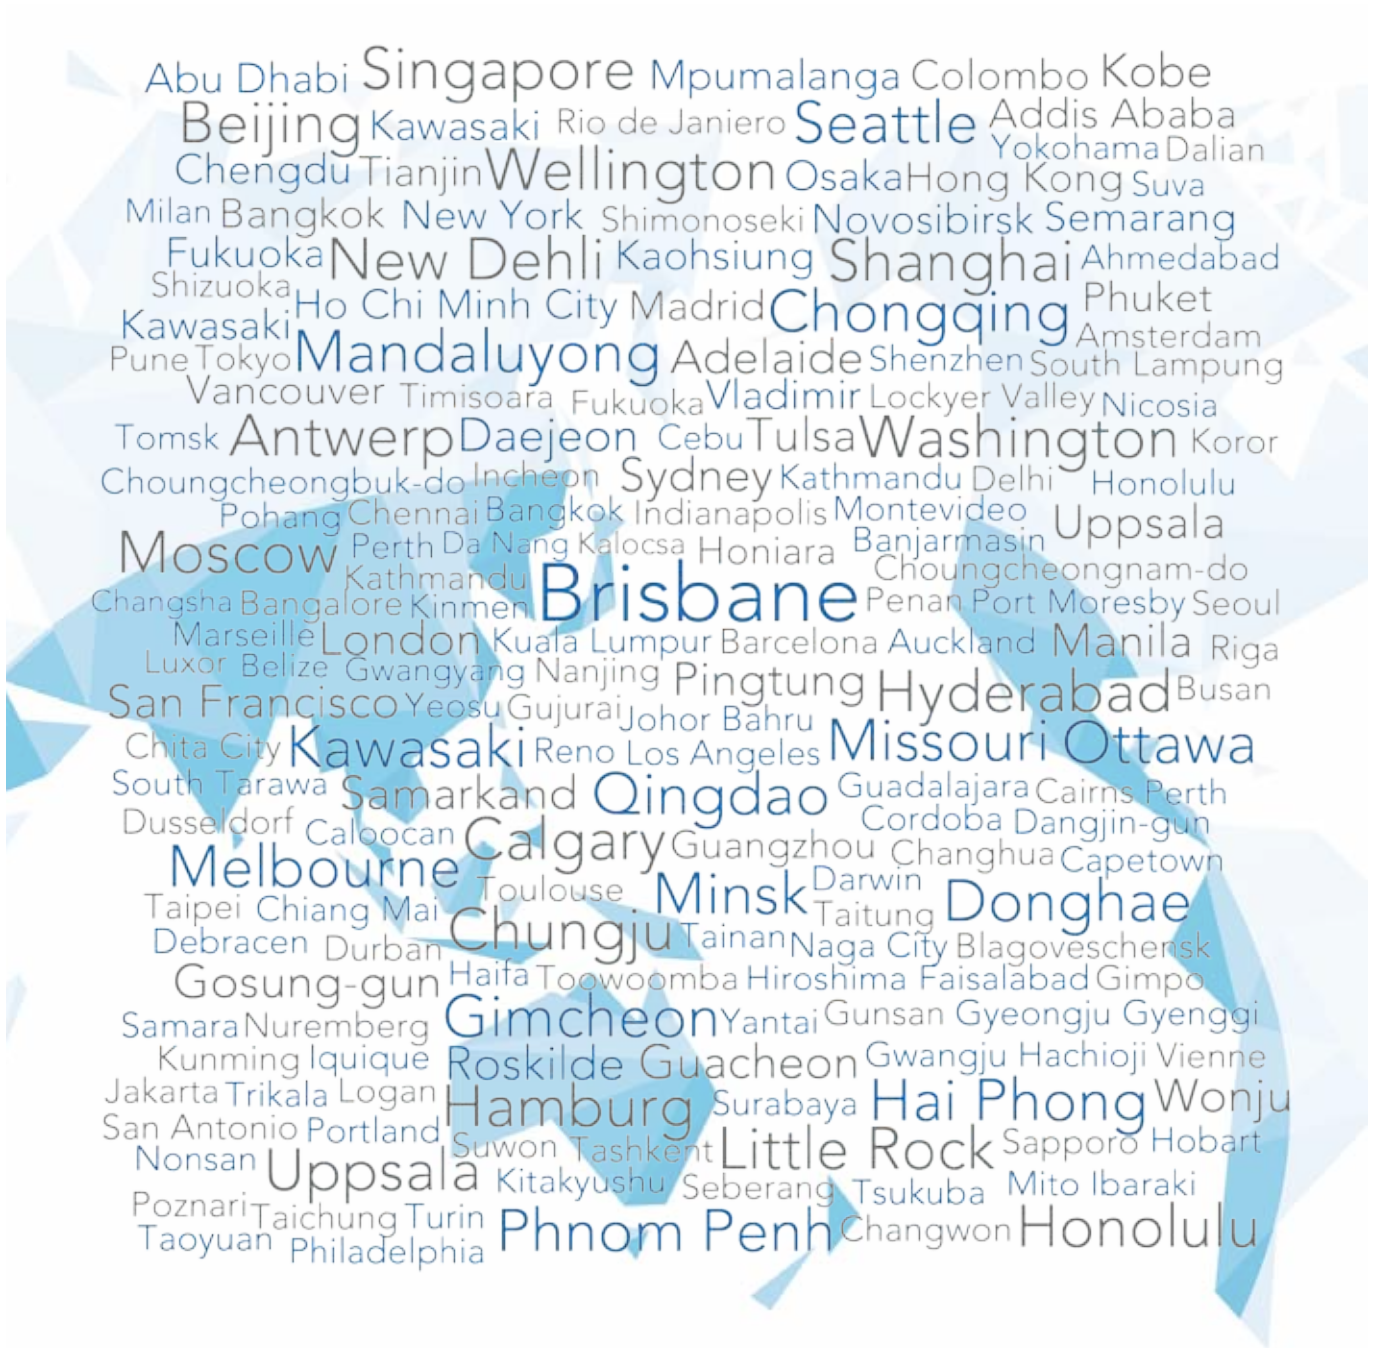 Abu Dhabi Singapore Mpumalanga Colombo Kobe
Beijing Kawasaki Rio de Janiero Seattle Addis Ababa
Yokohama Dalian
Chengdu Tianjin Wellington Osaka Hong Kong Suva
Milan Bangkok New York Shimonoseki Novosibirsk Semarang
Fukuoka New Dehli Kaohsiung Shanghai Ahmedabad
Shizuoka Ho Chi Minh City Madrid Chongqing Phuket
Kawasaki Amsterdam
Pune Tokyo Mandaluyong Adelaide Shenzhen South Lampung
Vancouver Timisoara Fukuoka Vladimir Lockyer Valley Nicosia
Tomsk Antwerp Daejeon Cebu Tulsa Washington Koror
Choungcheongbuk-do Incheon Sydney Kathmandu Delhi Honolulu
Pohang Chennai Bangkok Indianapolis Montevideo Uppsala
Moscow Perth Da Nang Kalocsa Honiara Banjarmasin
Kathmandu Choungcheongnam-do
Changsha Bangalore Kinmen Brisbane Penan Port Moresby Seoul
Marseille London Kuala Lumpur Barcelona Auckland Manila Riga
Luxor Belize Gwangyang Nanjing Pingtung Hyderabad Busan
San Francisco Yeosu Gujurai Johor Bahru
Chita City Kawasaki Reno Los Angeles Missouri Ottawa
South Tarawa Samarkand Qingdao Guadalajara Cairns Perth
Dusseldorf Caloocan Calgary Cordoba Dangjin-gun
Guangzhou Changhua Capetown
Melbourne Toulouse Minsk Darwin Donghae
Taipei Chiang Mai Chungju Taitung
Debracen Durban Tainan Naga City Blagoveschensk
Gosung-gun Haifa Toowoomba Hiroshima Faisalabad Gimpo
Samara Nuremberg Gimcheon Yantai Gunsan Gyeongju Gyenggi
Kunming Iquique Roskilde Guacheon Gwangju Hachioji Vienne
Jakarta Trikala Logan Hamburg Surabaya Hai Phong Wonju
San Antonio Portland Suwon Tashkent Little Rock Sapporo Hobart
Nonsan Uppsala Kitakyushu Seberang Tsukuba Mito Ibaraki
Poznari Taichung Turin Phnom Penh Changwon Honolulu
Taoyuan Philadelphia